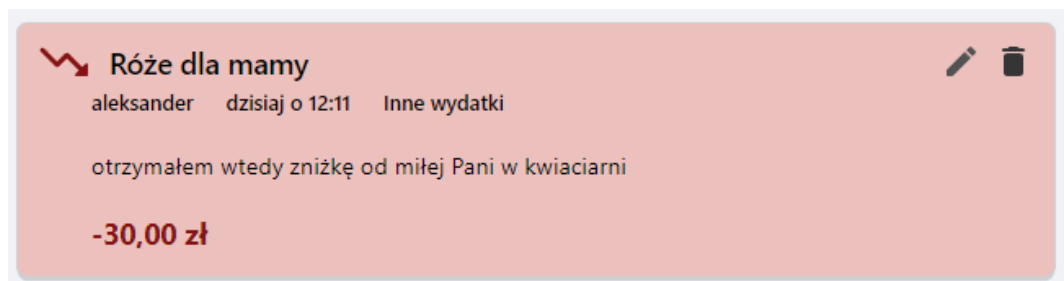 Róże dla mamy
aleksander dzisiaj o 12:11 Inne wydatki
otrzymałem wtedy zniżkę od miłej Pani w kwiaciarni
-30,00 zł